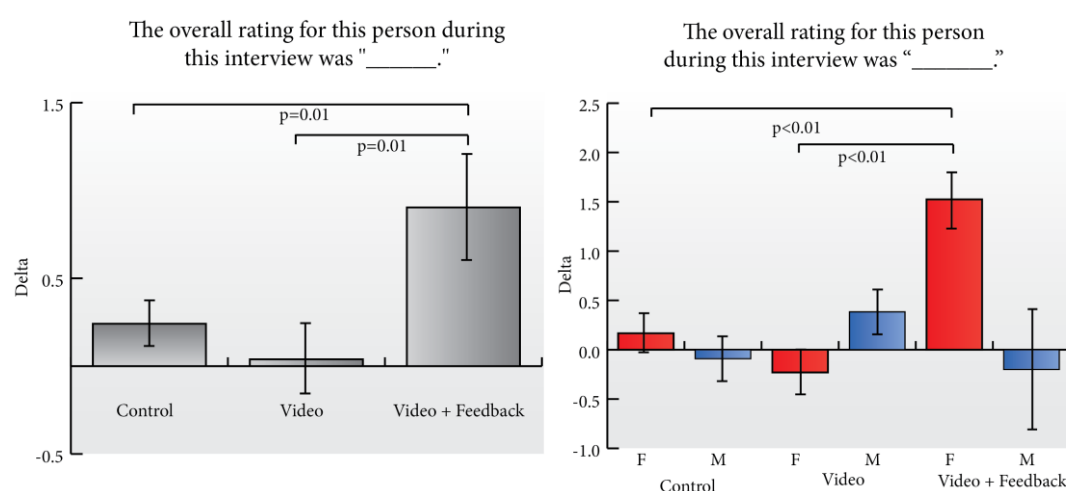 The overall rating for this person during
this interview was "______."
1.5
p=0.01
p=0.01
0.5
Delta
Control
Video
Video + Feedback
-0.5
The overall rating for this person
during this interview was “_______.”
2.5
p<0.01
2.0
p<0.01
1.5
1.0
Delta
0.5
0.0
-0.5
-1.0
F M F M F M
Control Video Video + Feedback